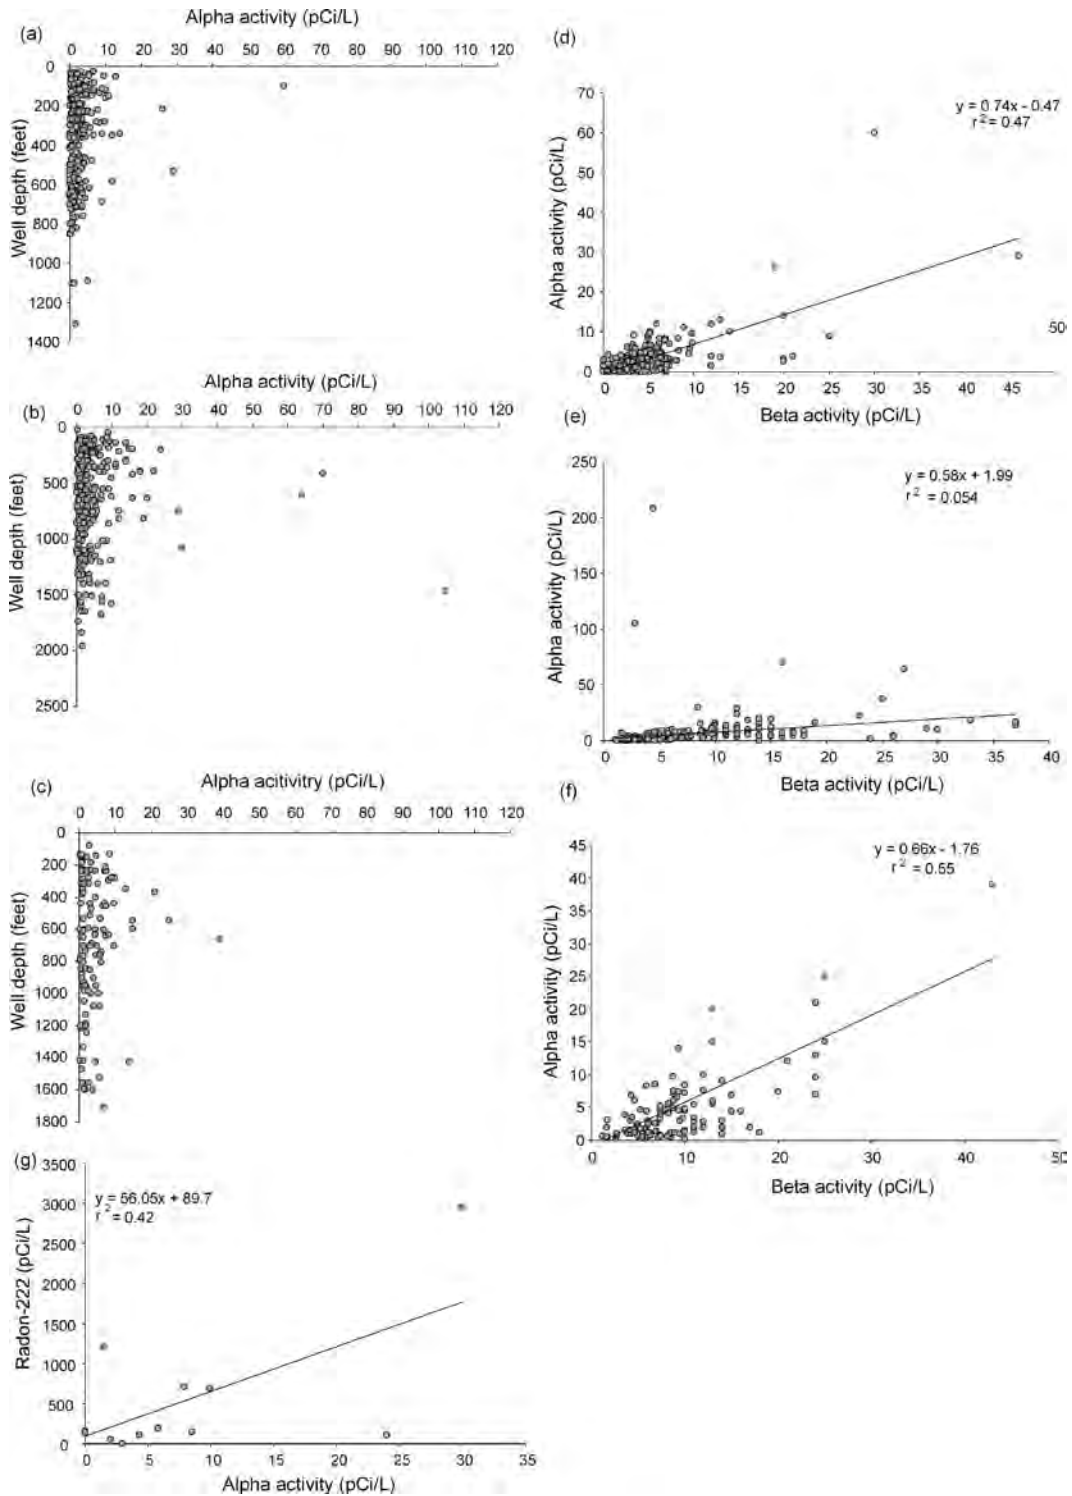 Alpha activity (pCi/L)
(a)
0 10 20 30 40 50 60 70 80 90 100 110 120
0
200
400
600
800
1000
1200
1400
Well depth (feet)
Alpha activity (pCi/L)
(b)
0 10 20 30 40 50 60 70 80 90 100 110 120
0
500
1000
1500
2000
2500
Well depth (feet)
Alpha acitivitry (pCi/L)
(c)
0 10 20 30 40 50 60 70 80 90 100 110 120
0
200
400
600
800
1000
1200
1400
1600
1800
Well depth (feet)
(g)
3500
3000
2500
2000
1500
1000
500
0
Radon-222 (pCi/L)
y = 56.05x + 89.7
r 2 = 0.42
0 5 10 15 20 25 30 35
Alpha activity (pCi/L)
(d)
70
60
50
40
30
20
10
0
Alpha activity (pCi/L)
y = 0.74x - 0.47
r 2 = 0.47
0 5 10 15 20 25 30 35 40 45
50
Beta activity (pCi/L)
(e)
250
200
150
100
50
0
Alpha activity (pCi/L)
y = 0.58x + 1.99
r 2 = 0.054
0 5 10 15 20 25 30 35 40
Beta activity (pCi/L)
(f)
45
40
35
30
25
20
15
10
5
0
Alpha activity (pCi/L)
y = 0.66x - 1.76
r 2 = 0.55
0 10 20 30 40 50
Beta activity (pCi/L)